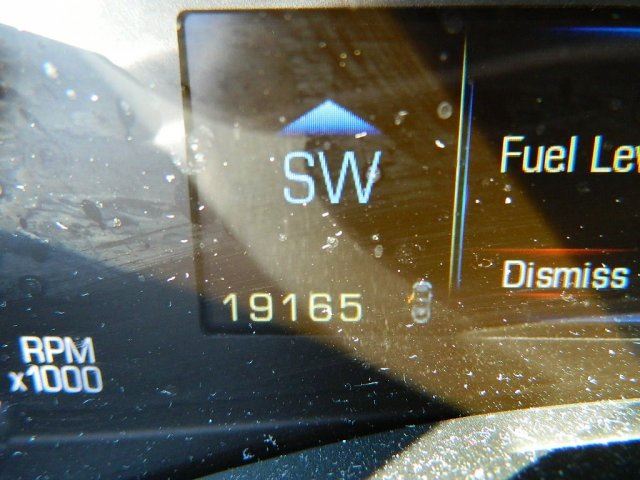 SW
19165
Fuel Lev
Dismiss
RPM
x1000